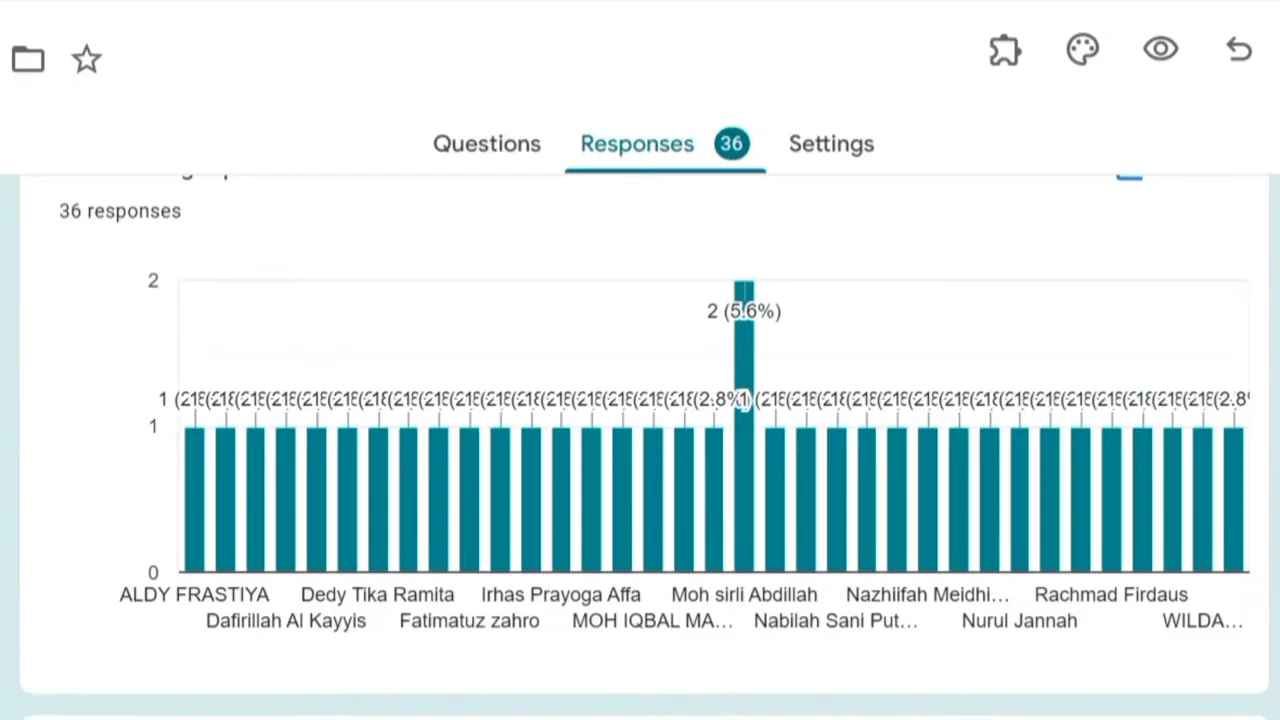 Questions Responses 36 Settings
36 responses
2
2 (5.6%)
1
0
ALDY FRASTIYA Dedy Tika Ramita Irhas Prayoga Affa Moh sirli Abdillah Nazhiifah Meidhi... Rachmad Firdaus
Dafirillah Al Kayyis Fatimatuz zahro MOH IQBAL MA... Nabilah Sani Put... Nurul Jannah WILDA...